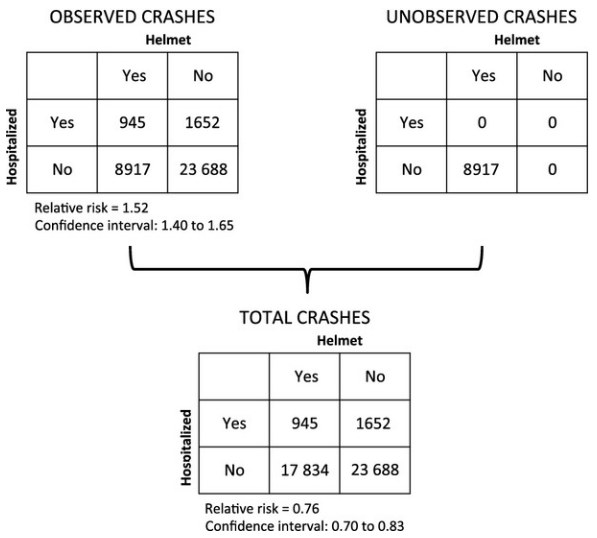 OBSERVED CRASHES
Helmet
Yes No
Hospitalized
Yes 945 1652
No 8917 23 688
Relative risk = 1.52
Confidence interval: 1.40 to 1.65
UNOBSERVED CRASHES
Helmet
Yes No
Hospitalized
Yes 0 0
No 8917 0
TOTAL CRASHES
Helmet
Yes No
Hospitalized
Yes 945 1652
No 17 834 23 688
Relative risk = 0.76
Confidence interval: 0.70 to 0.83